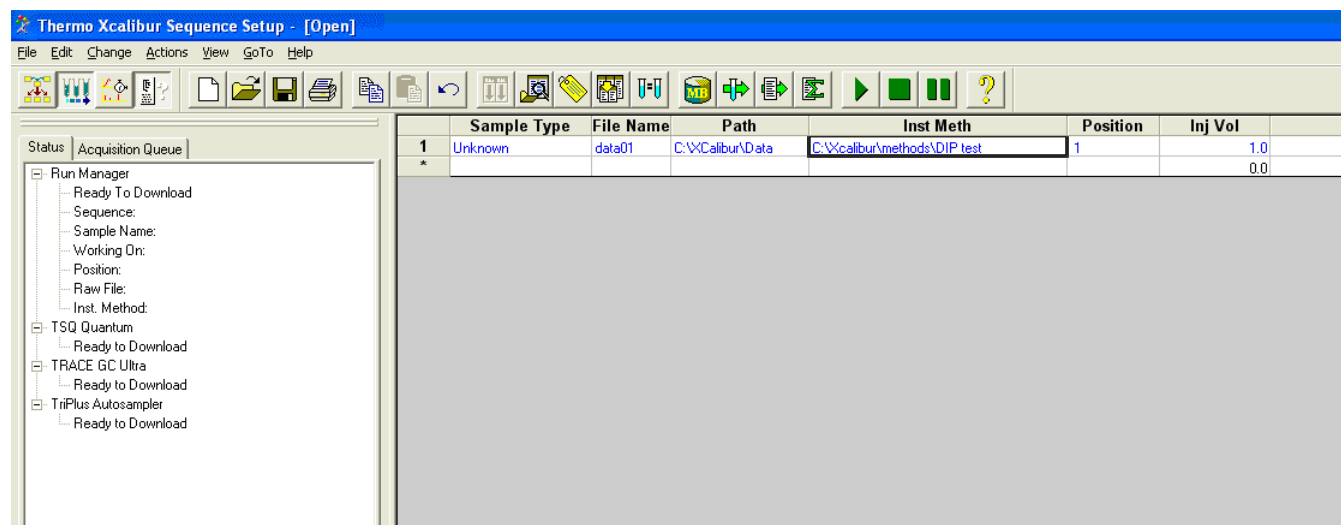 Thermo Xcalibur Sequence Setup - [Open]
File Edit Change Actions View GoTo Help
MB
Status Acquisition Queue
Run Manager
Ready To Download
Sequence:
Sample Name:
Working On:
Position:
Raw File:
Inst. Method:
TSQ Quantum
Ready to Download
TRACE GC Ultra
Ready to Download
TriPlus Autosampler
Ready to Download
Sample Type File Name Path Inst Meth Position Inj Vol
1 Unknown data01 C:\XCalibur\Data C:\Xcalibur\methods\DIP test 1 1.0
* 0.0